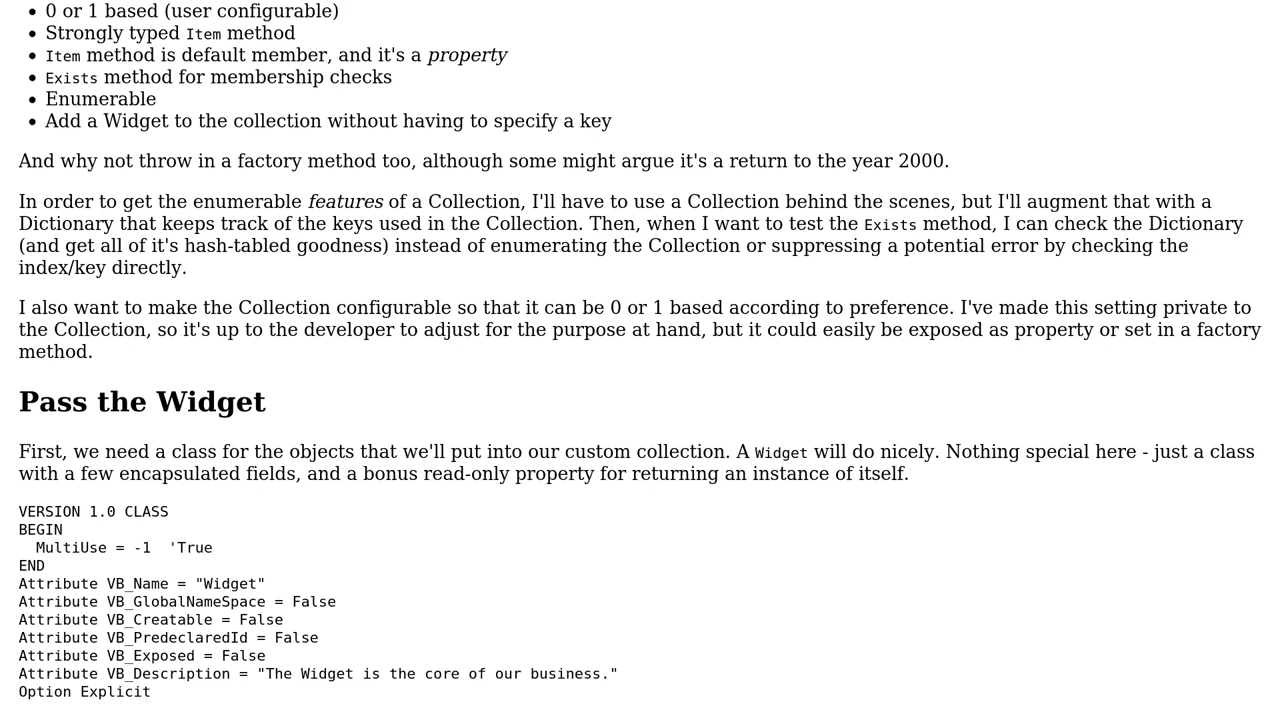 • 0 or 1 based (user configurable)
• Strongly typed Item method
• Item method is default member, and it's a property
• Exists method for membership checks
• Enumerable
• Add a Widget to the collection without having to specify a key
And why not throw in a factory method too, although some might argue it's a return to the year 2000.
In order to get the enumerable features of a Collection, I'll have to use a Collection behind the scenes, but I'll augment that with a
Dictionary that keeps track of the keys used in the Collection. Then, when I want to test the Exists method, I can check the Dictionary
(and get all of it's hash-tabled goodness) instead of enumerating the Collection or suppressing a potential error by checking the
index/key directly.
I also want to make the Collection configurable so that it can be 0 or 1 based according to preference. I've made this setting private to
the Collection, so it's up to the developer to adjust for the purpose at hand, but it could easily be exposed as property or set in a factory
method.
Pass the Widget
First, we need a class for the objects that we'll put into our custom collection. A Widget will do nicely. Nothing special here - just a class
with a few encapsulated fields, and a bonus read-only property for returning an instance of itself.
VERSION 1.0 CLASS
BEGIN
  MultiUse = -1  'True
END
Attribute VB_Name = "Widget"
Attribute VB_GlobalNameSpace = False
Attribute VB_Creatable = False
Attribute VB_PredeclaredId = False
Attribute VB_Exposed = False
Attribute VB_Description = "The Widget is the core of our business."
Option Explicit